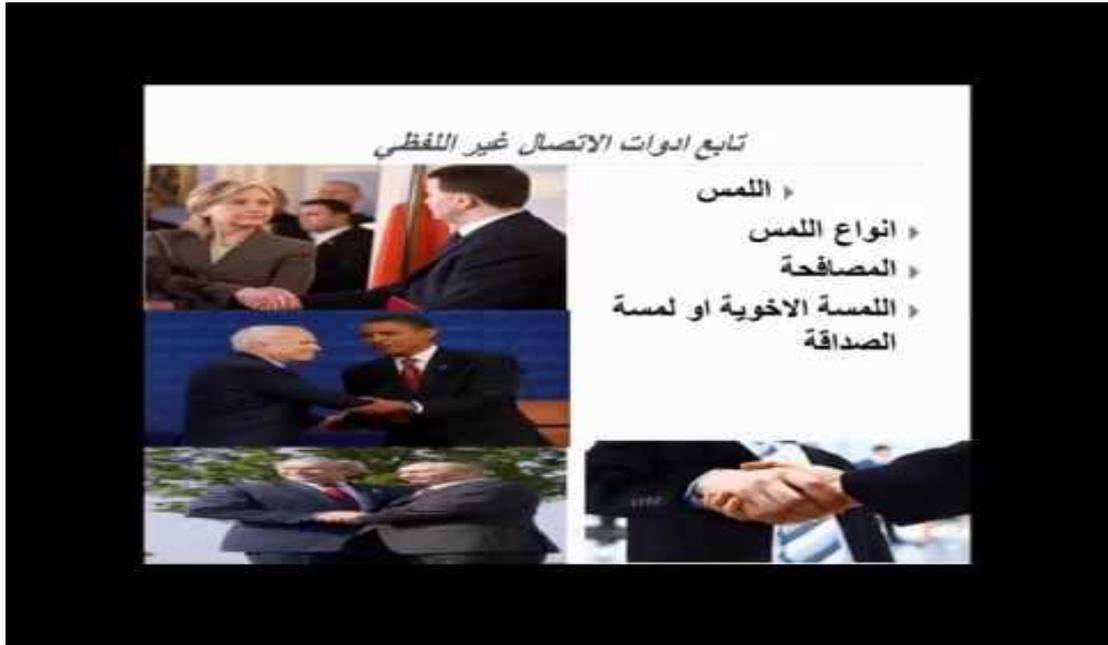 تابع ادوات الاتصال غير اللفظي
اللمس
انواع اللمس
المصافحة
اللمسة الاخوية او لمسة
الصداقة